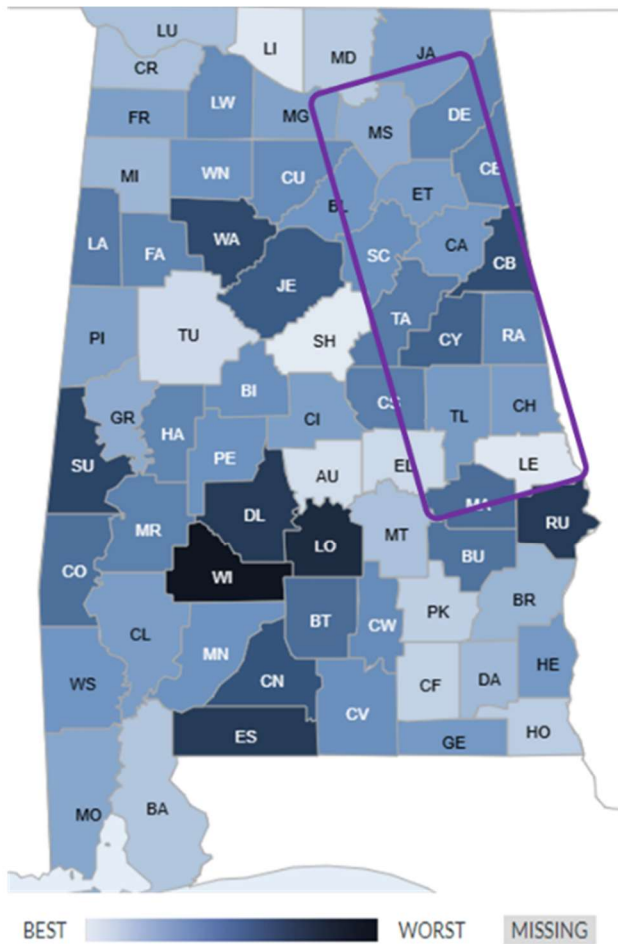 LU
LI
MD
JA
CR
LW
MG
FR
MS
DE
MI
WN
CU
BL
ET
CE
LA
FA
WA
SC
CA
CB
JE
TA
PI
TU
SH
CY
RA
BI
GR
HA
CI
CS
TL
CH
PE
SU
AU
EL
LE
DL
MA
MR
LO
MT
RU
CO
WI
BU
CL
BT
CW
PK
BR
MN
WS
CN
CF
DA
HE
CV
ES
GE
HO
MO
BA
BEST WORST MISSING